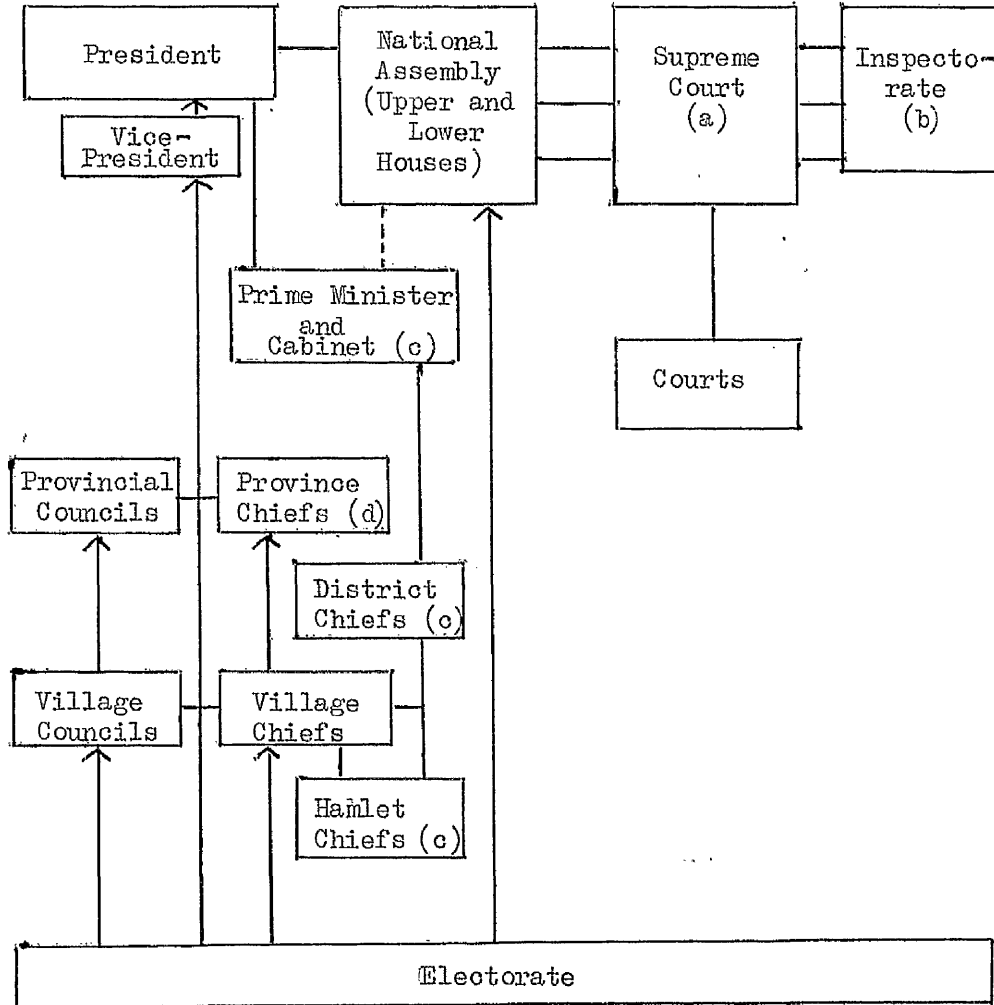 President
Vice-
President
National
Assembly
(Upper and
Lower
Houses)
Supreme
Court
(a)
Inspecto-
rate
(b)
Prime Minister
and
Cabinet (c)
Courts
Provincial
Councils
Province
Chiefs (d)
District
Chiefs (c)
Village
Councils
Village
Chiefs
Hamlet
Chiefs (c)
Electorate